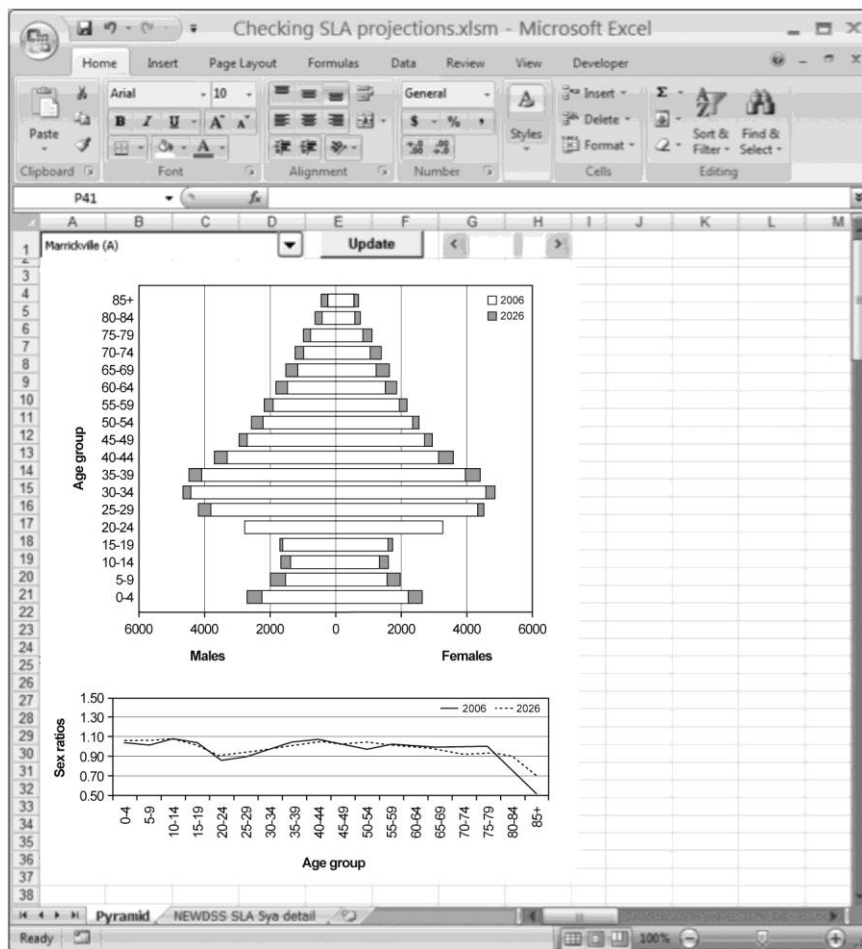 Checking SLA projections.xlsm - Microsoft Excel
Home Insert Page Layout Formulas Data Review View Developer
Arial 10 General Insert Σ
Paste B I U A A $ % , Styles Delete Sort & Find &
A Format Filter Select
Clipboard Font Alignment Number Cells Editing
P41 fx
A B C D E F G H I J K L M
1 Marrickville (A) Update
2
3
4 85+ 2006
5 80-84 2026
6 75-79
7 70-74
8 65-69
9 60-64
10 55-59
11 50-54
12 45-49
13 40-44
Age group
14 35-39
15 30-34
16 25-29
17 20-24
18 15-19
19 10-14
20 5-9
21 0-4
22
23 6000 4000 2000 0 2000 4000 6000
24
25 Males Females
26
27 1.50 2006 2026
28 1.30
29 1.10
Sex ratios
30 0.90
31 0.70
32 0.50
33 0-4 5-9 10-14 15-19 20-24 25-29 30-34 35-39 40-44 45-49 50-54 55-59 60-64 65-69 70-74 75-79 80-84 85+
34
35
36 Age group
37
38
Pyramid NEWDSS SLA 5ya detail
Ready 100%